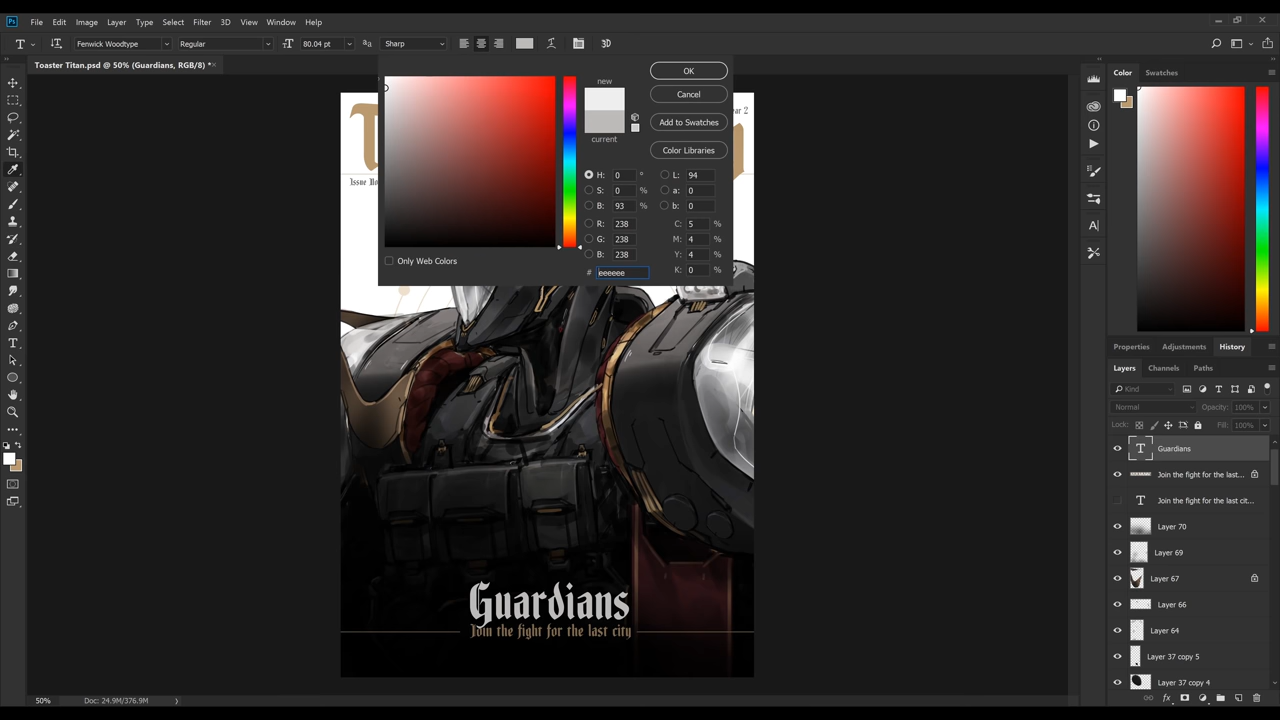 Ps File Edit Image Layer Type Select Filter 3D View Window Help
T Fenwick Woodtype Regular 80.04 pt Sharp 3D
Toaster Titan.psd @ 50% (Guardians, RGB/8) *
new
current
OK
Cancel
Add to Swatches
Color Libraries
H: 0 ° L: 94
S: 0 % a: 0
B: 93 % b: 0
R: 238 C: 5 %
G: 238 M: 4 %
B: 238 Y: 4 %
# eeeeee K: 0 %
Only Web Colors
Guardians
Join the fight for the last city
Color Swatches
Properties Adjustments History
Layers Channels Paths
Kind
Normal Opacity: 100%
Lock: Fill: 100%
Guardians
Join the fight for the last...
Join the fight for the last cit...
Layer 70
Layer 69
Layer 67
Layer 66
Layer 64
Layer 37 copy 5
Layer 37 copy 4
50% Doc: 24.9M/376.9M